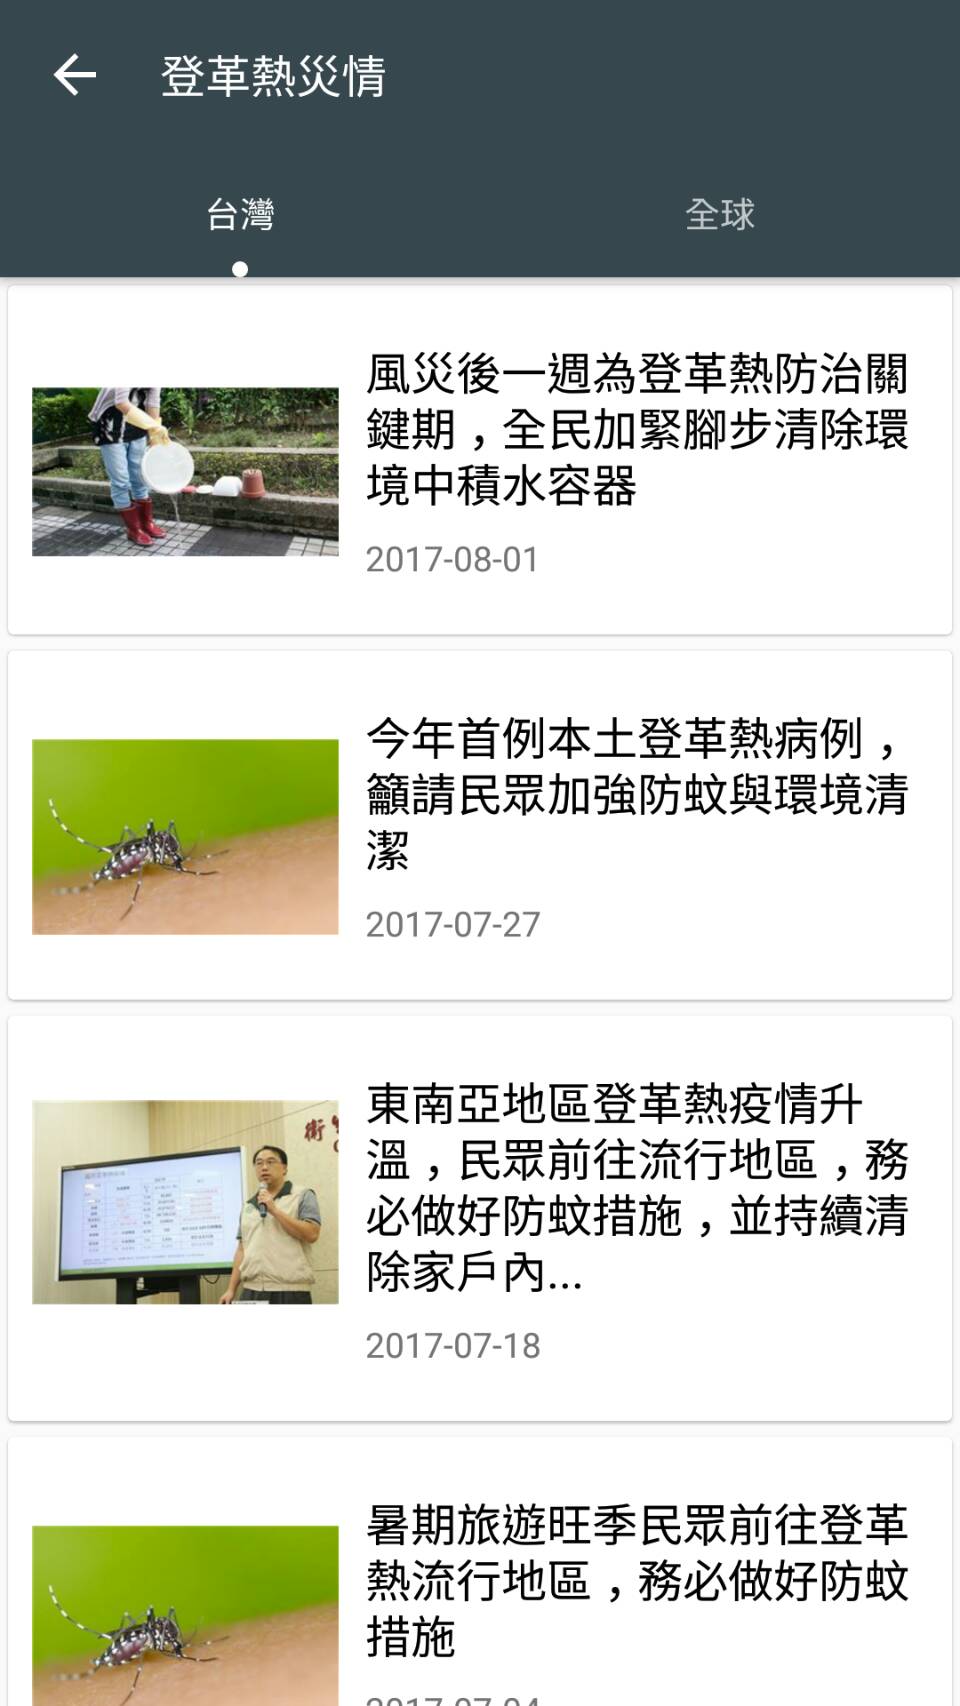 登革熱災情
台灣
全球
風災後一週為登革熱防治關
鍵期，全民加緊腳步清除環
境中積水容器
2017-08-01
今年首例本土登革熱病例，
籲請民眾加強防蚊與環境清
潔
2017-07-27
東南亞地區登革熱疫情升
溫，民眾前往流行地區，務
必做好防蚊措施，並持續清
除家戶內...
2017-07-18
暑期旅遊旺季民眾前往登革
熱流行地區，務必做好防蚊
措施
2017-07-04